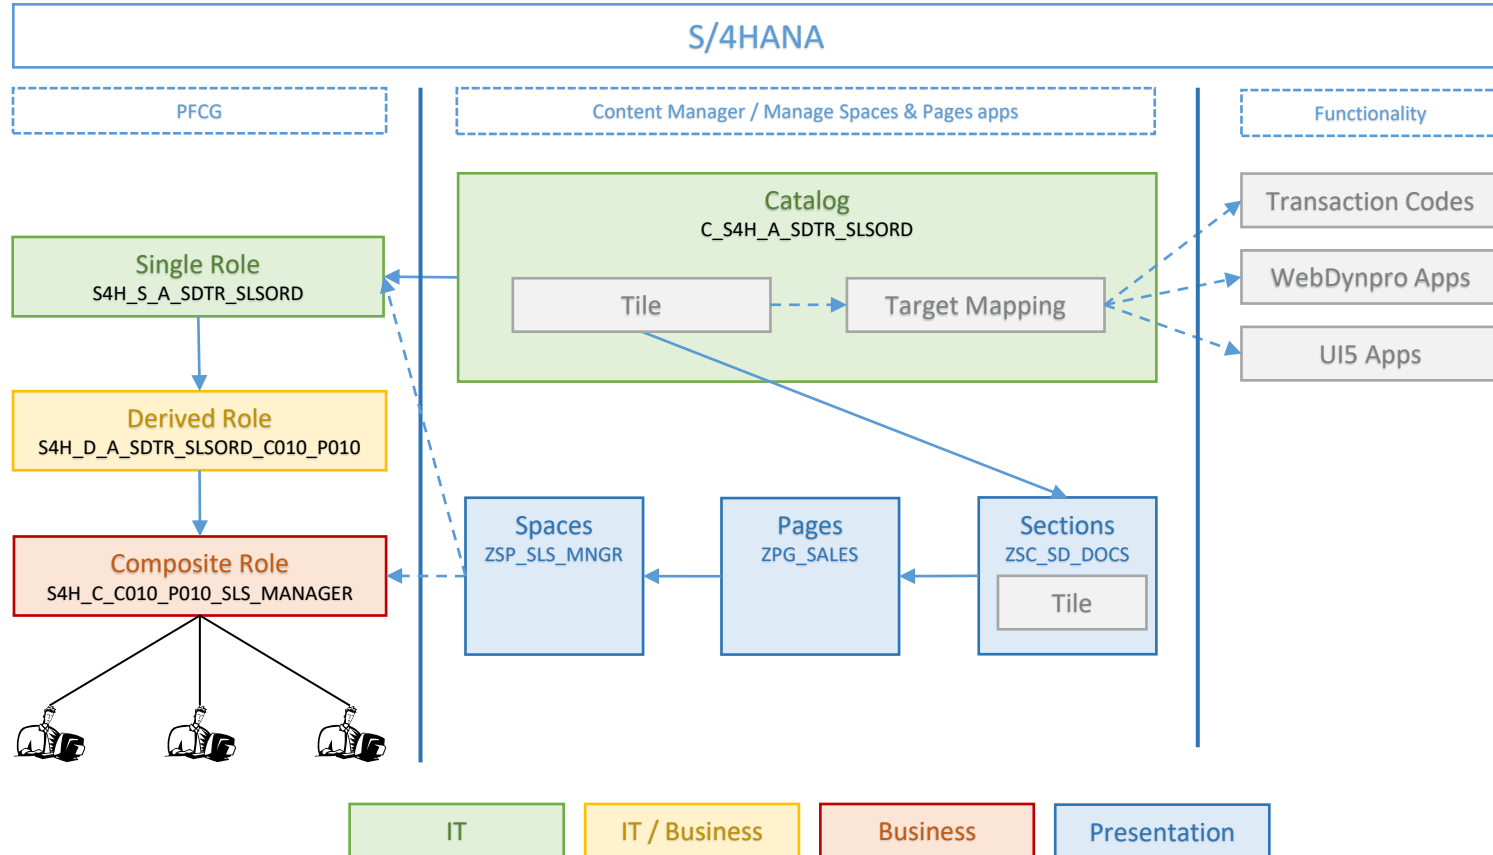 S/4HANA
PFCG
Content Manager / Manage Spaces & Pages apps
Functionality
Catalog
C_S4H_A_SDTR_SLSORD
Tile
Target Mapping
Transaction Codes
WebDynpro Apps
UI5 Apps
Single Role
S4H_S_A_SDTR_SLSORD
Derived Role
S4H_D_A_SDTR_SLSORD_C010_P010
Composite Role
S4H_C_C010_P010_SLS_MANAGER
Spaces
ZSP_SLS_MNGR
Pages
ZPG_SALES
Sections
ZSC_SD_DOCS
Tile
IT
IT / Business
Business
Presentation